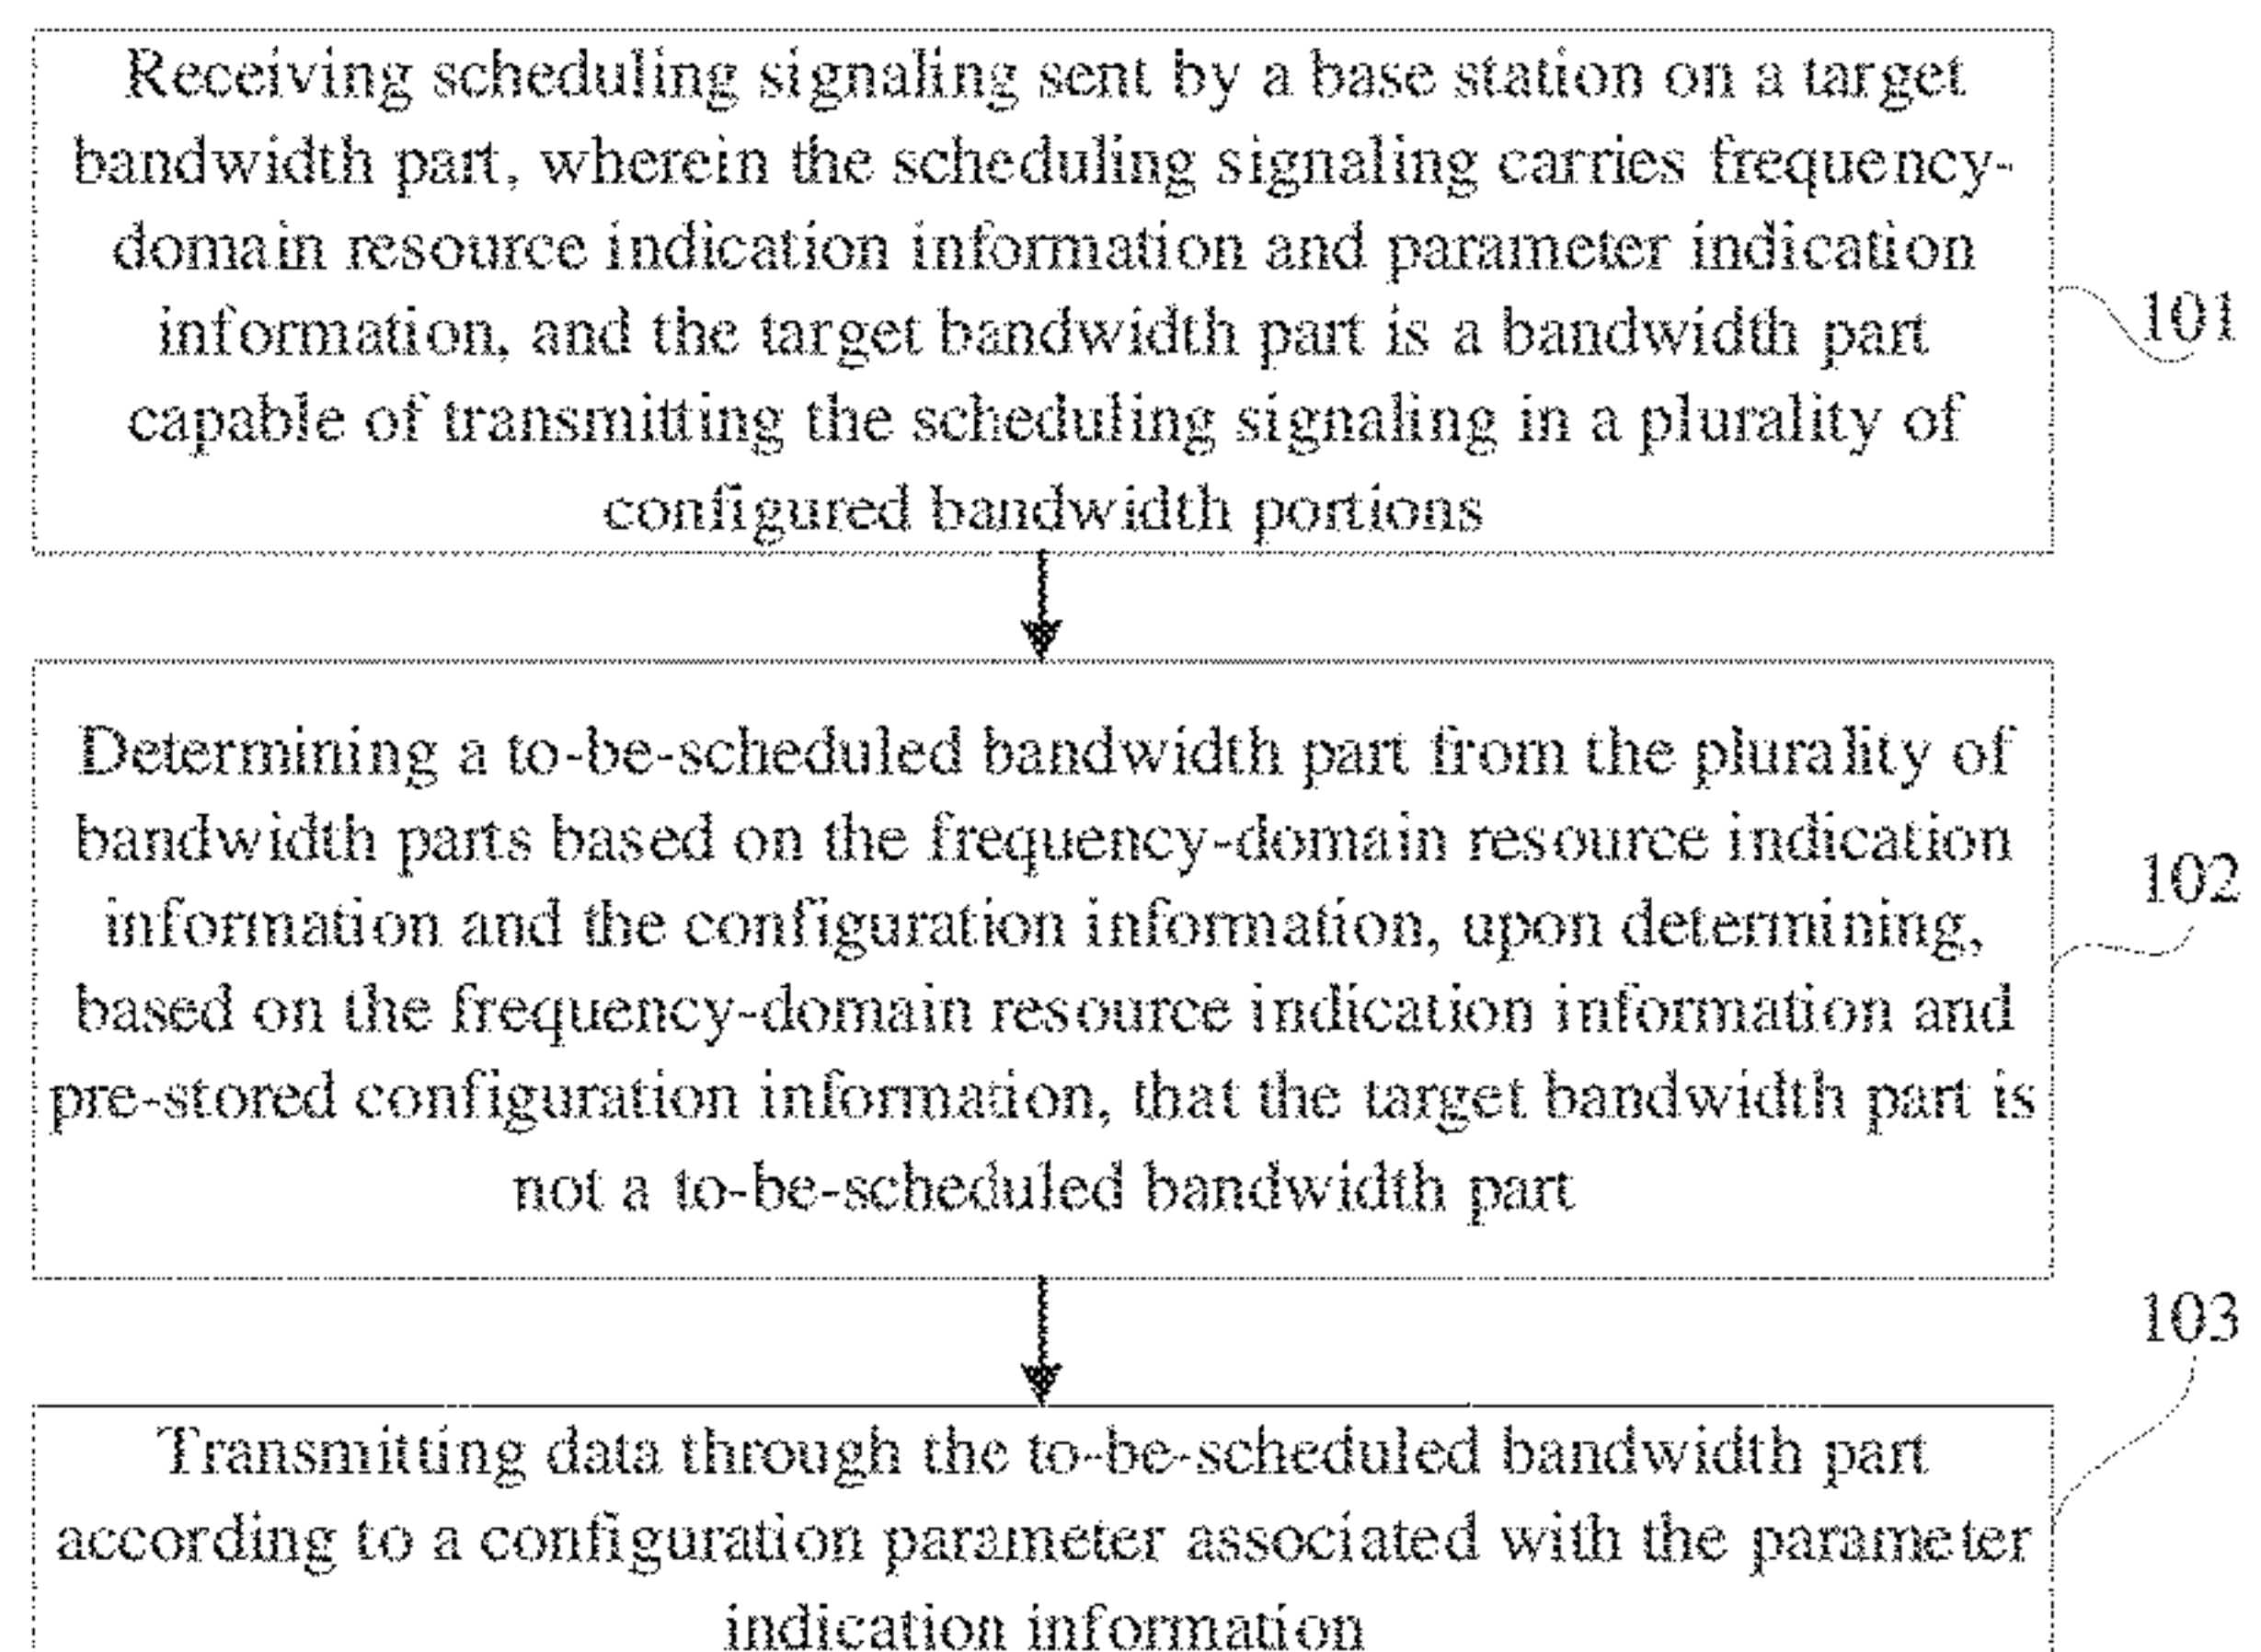 Receiving scheduling signaling sent by a base station on a target
bandwidth part, wherein the scheduling signaling carries frequency-
domain resource indication information and parameter indication
information, and the target bandwidth part is a bandwidth part
capable of transmitting the scheduling signaling in a plurality of
configured bandwidth portions
101
Determining a to-be-scheduled bandwidth part from the plurality of
bandwidth parts based on the frequency-domain resource indication
information and the configuration information, upon determining,
based on the frequency-domain resource indication information and
pre-stored configuration information, that the target bandwidth part is
not a to-be-scheduled bandwidth part
102
103
Transmitting data through the to-be-scheduled bandwidth part
according to a configuration parameter associated with the parameter
indication information